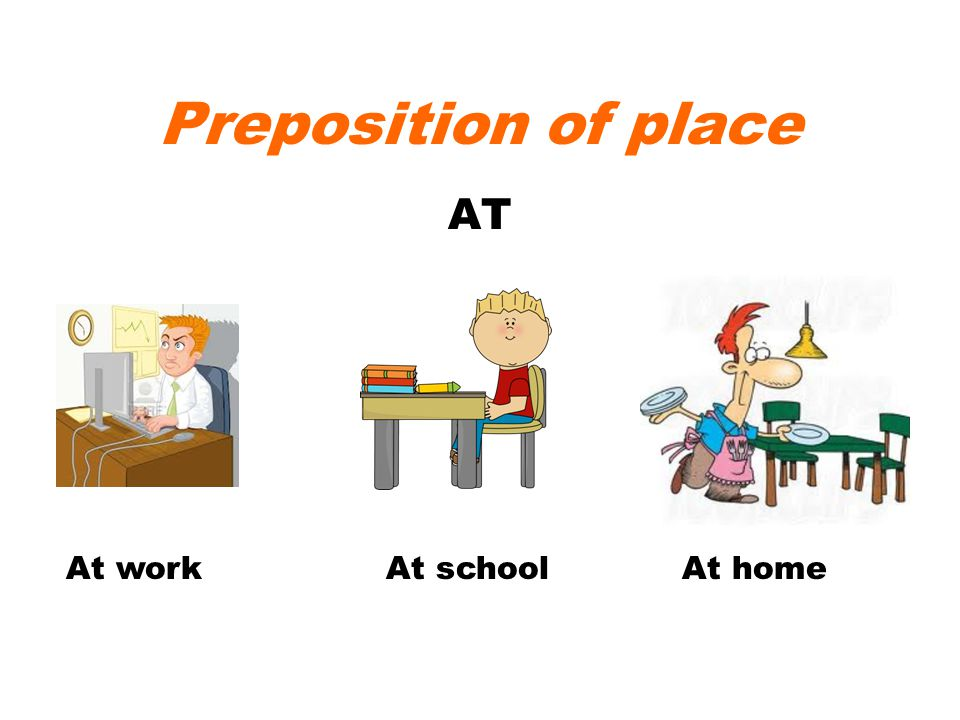 Preposition of place
AT
At work
At school
At home